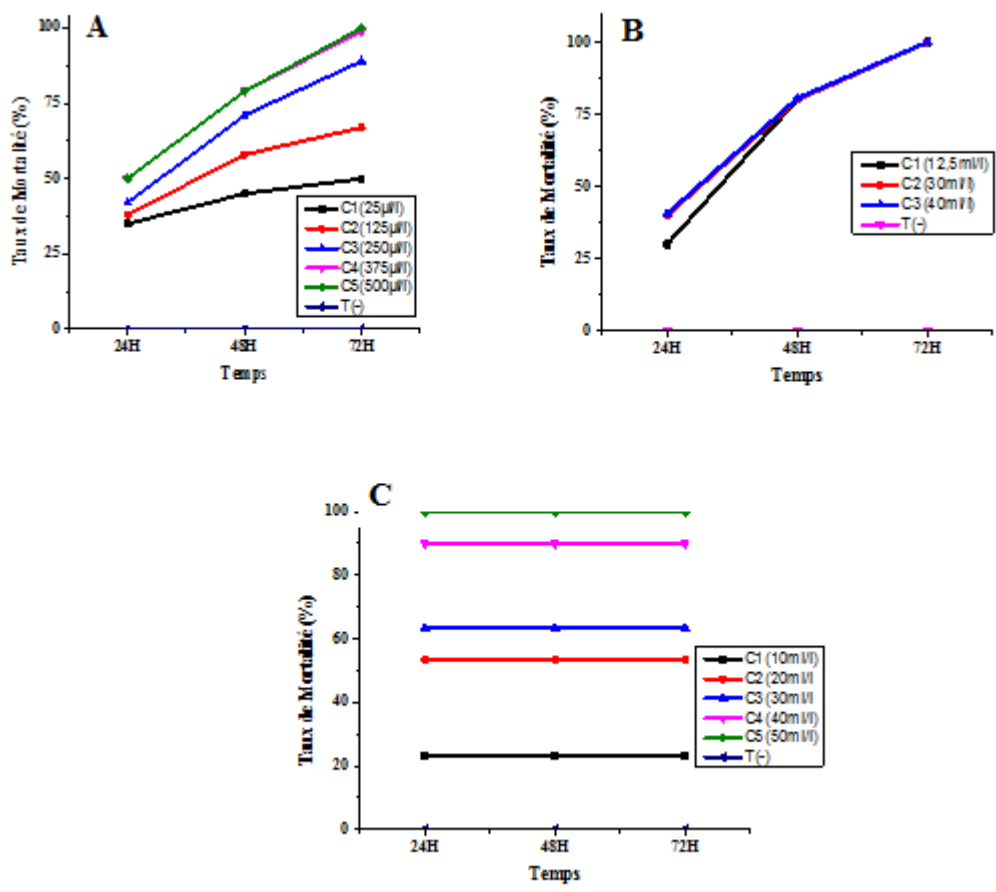 A
Taux de Mortalité (%)
100
75
50
25
0
24H
48H
72H
Temps
C1(25µl/l)
C2(125µl/l)
C3(250µl/l)
C4(375µl/l)
C5(500µl/l)
T(-)
B
Taux de Mortalité (%)
100
75
50
25
0
24H
48H
72H
Temps
C1(12,5ml/l)
C2(30ml/l)
C3(40ml/l)
T(-)
C
Taux de Mortalité (%)
100
80
60
40
20
0
24H
48H
72H
Temps
C1 (10ml/l)
C2 (20ml/l
C3 (30ml/l
C4 (40ml/l)
C5 (50ml/l)
T(-)